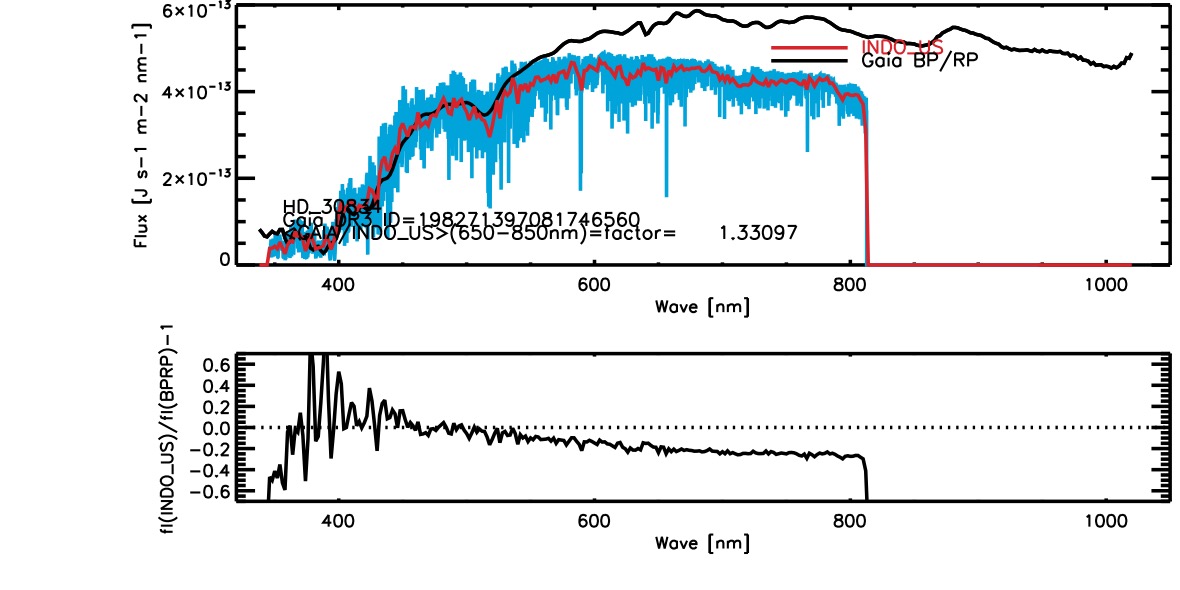 6×10−13
INDO_US
Gaia BP/RP
4×10−13
2×10−13
0
Flux [J s−1 m−2 nm−1]
HD_30834
Gaia DR3 ID=198271397081746560
<GAIA/INDO_US>(650−850nm)=factor= 1.33097
400 600 800 1000
Wave [nm]
0.6
0.4
0.2
0.0
−0.2
−0.4
−0.6
fl(INDO_US)/fl(BPRP)−1
400 600 800 1000
Wave [nm]